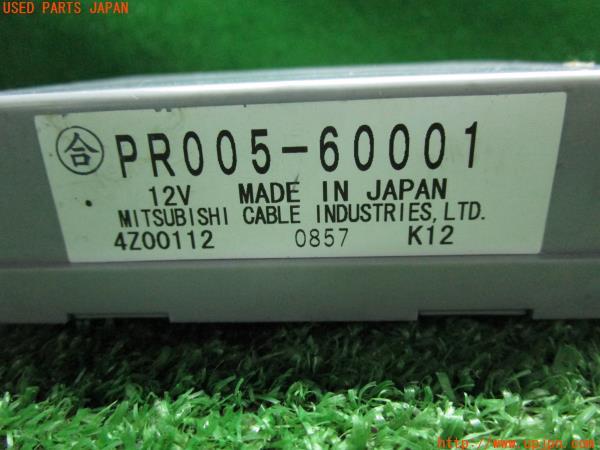 USED PARTS JAPAN
合 PR005-60001
12V MADE IN JAPAN
MITSUBISHI CABLE INDUSTRIES, LTD.
4Z00112 0857 K12
http://www.upjpn.com